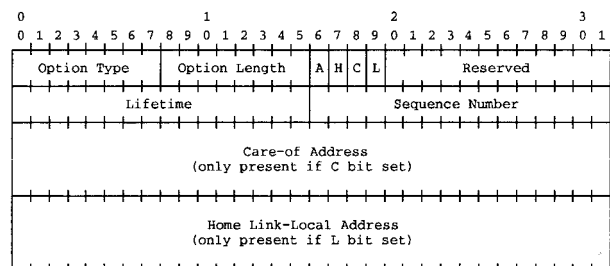 0 1 2 3
0 1 2 3 4 5 6 7 8 9 0 1 2 3 4 5 6 7 8 9 0 1 2 3 4 5 6 7 8 9 0 1
Option Type Option Length A H C L Reserved
Lifetime Sequence Number
Care-of Address
(only present if C bit set)
Home Link-Local Address
(only present if L bit set)